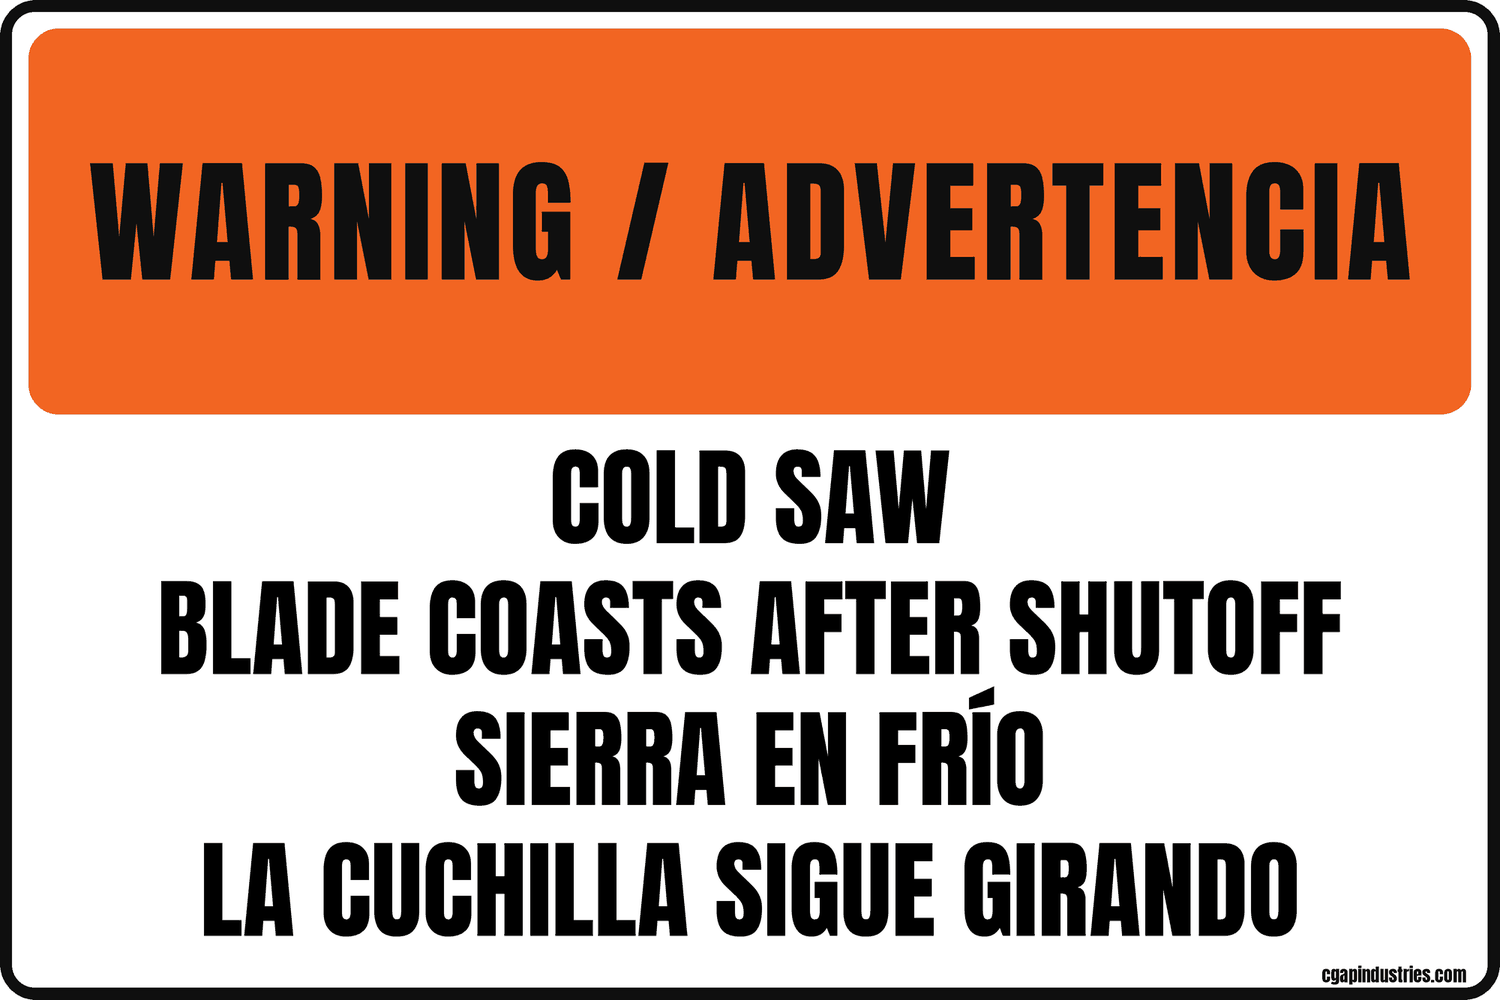 WARNING / ADVERTENCIA
COLD SAW
BLADE COASTS AFTER SHUTOFF
SIERRA EN FRÍO
LA CUCHILLA SIGUE GIRANDO
cgapindustries.com